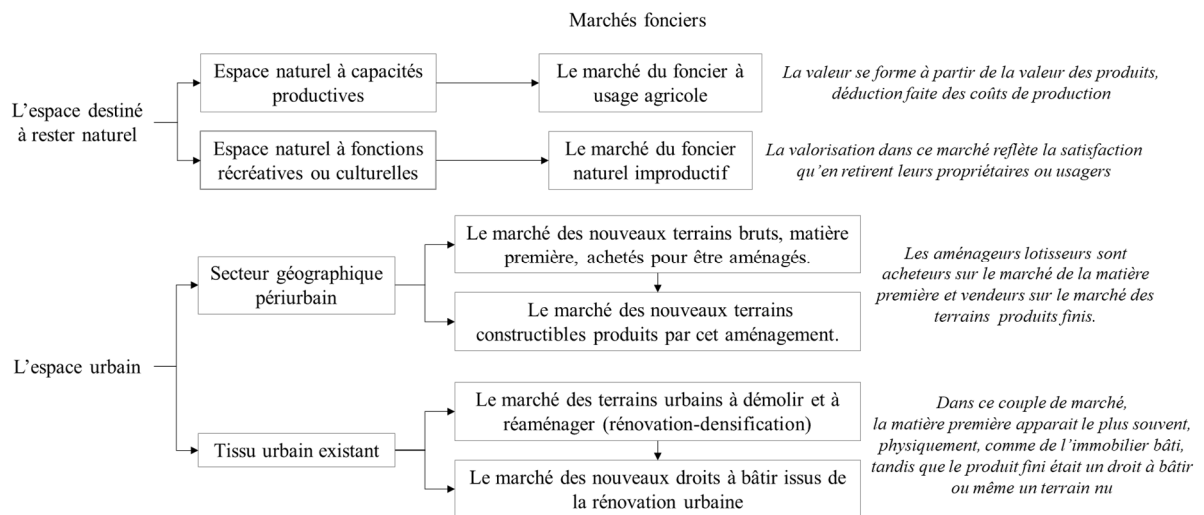 Marchés fonciers
L'espace destiné
à rester naturel
Espace naturel à capacités
productives
Le marché du foncier à
usage agricole
La valeur se forme à partir de la valeur des produits,
déduction faite des coûts de production
Espace naturel à fonctions
récréatives ou culturelles
Le marché du foncier
naturel improductif
La valorisation dans ce marché reflète la satisfaction
qu'en retirent leurs propriétaires ou usagers
L'espace urbain
Secteur géographique
périurbain
Le marché des nouveaux terrains bruts, matière
première, achetés pour être aménagés.
Le marché des nouveaux terrains
constructibles produits par cet aménagement.
Les aménageurs lotisseurs sont
acheteurs sur le marché de la matière
première et vendeurs sur le marché des
terrains produits finis.
Tissu urbain existant
Le marché des terrains urbains à démolir et à
réaménager (rénovation-densification)
Le marché des nouveaux droits à bâtir issus de
la rénovation urbaine
Dans ce couple de marché,
la matière première apparait le plus souvent,
physiquement, comme de l'immobilier bâti,
tandis que le produit fini était un droit à bâtir
ou même un terrain nu